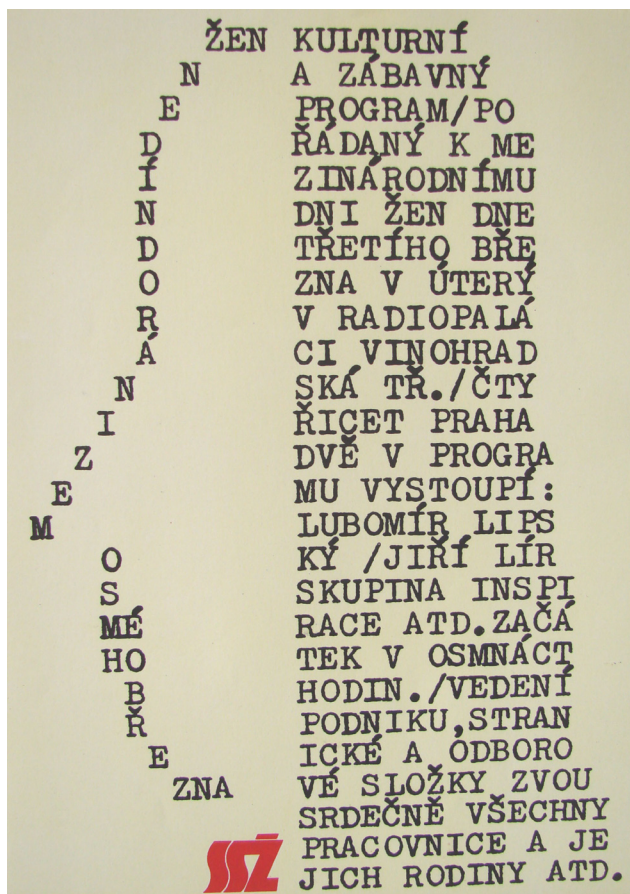 ŽEN
N
E
D
Í
N
D
O
R
Á
N
I
Z
E
M
O
S
MÉ
HO
B
Ř
E
ZNA
KULTURNÍ
A ZÁBAVNÝ
PROGRAM/PO
ŘÁDANÝ K ME
ZINÁRODNÍMU
DNI ŽEN DNE
TŘETÍHO BŘE
ZNA V ÚTERÝ
V RADIOPALÁ
CI VINOHRAD
SKÁ TŘ./ČTY
ŘICET PRAHA
DVĚ V PROGRA
MU VYSTOUPÍ:
LUBOMÍR LIPS
KÝ /JIŘÍ LÍR
SKUPINA INSPI
RACE ATD.ZAČÁ
TEK V OSMNÁCT
HODIN./VEDENÍ
PODNIKU,STRAN
ICKÉ A ODBORO
VÉ SLOŽKY ZVOU
SRDEČNĚ VŠECHNY
PRACOVNICE A JE
JICH RODINY ATD.
SSŽ